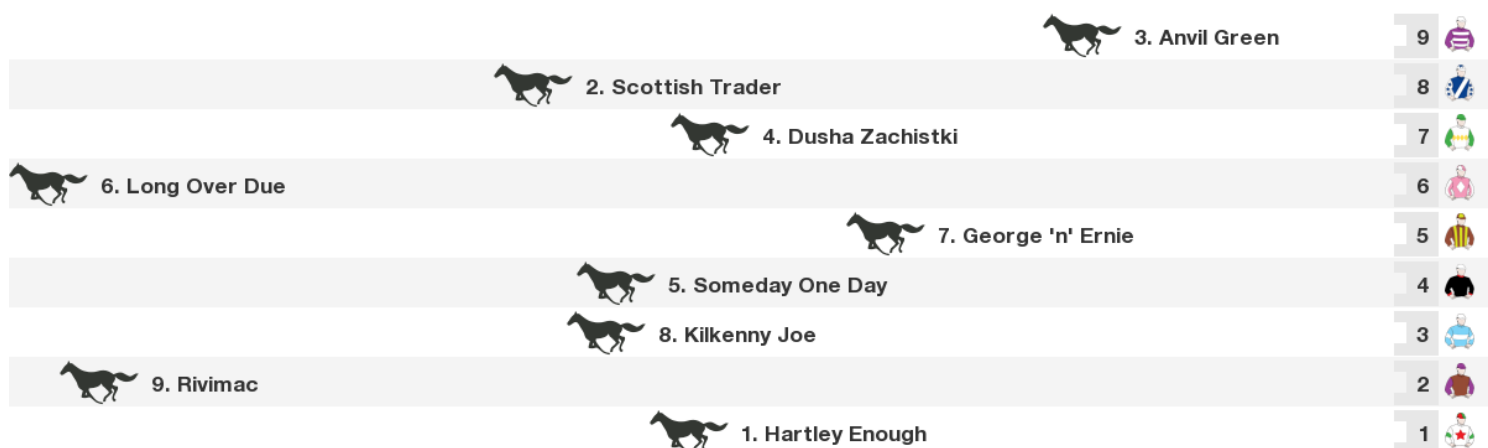 3. Anvil Green 9
2. Scottish Trader 8
4. Dusha Zachistki 7
6. Long Over Due 6
7. George 'n' Ernie 5
5. Someday One Day 4
8. Kilkenny Joe 3
9. Rivimac 2
1. Hartley Enough 1